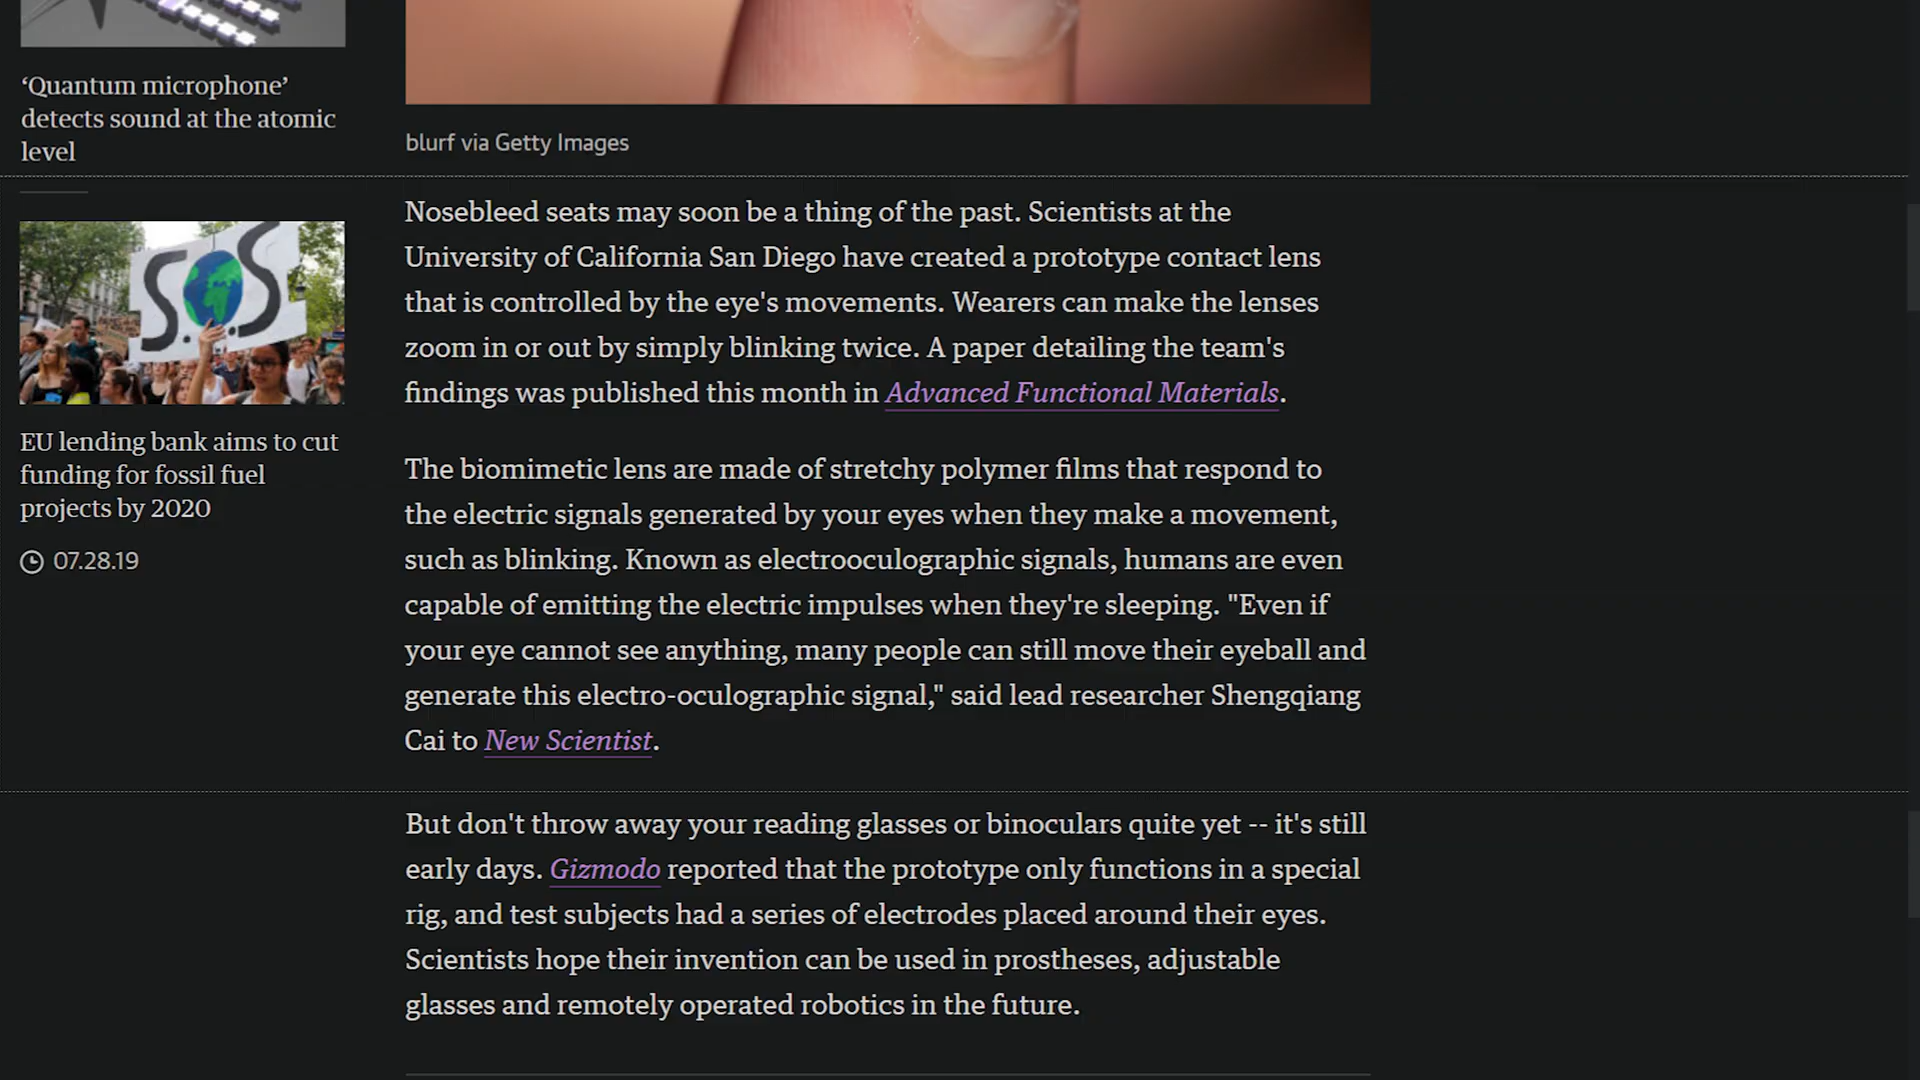 ‘Quantum microphone’
detects sound at the atomic
level
blurf via Getty Images
S.O.S
EU lending bank aims to cut
funding for fossil fuel
projects by 2020
07.28.19
Nosebleed seats may soon be a thing of the past. Scientists at the
University of California San Diego have created a prototype contact lens
that is controlled by the eye's movements. Wearers can make the lenses
zoom in or out by simply blinking twice. A paper detailing the team's
findings was published this month in Advanced Functional Materials.
The biomimetic lens are made of stretchy polymer films that respond to
the electric signals generated by your eyes when they make a movement,
such as blinking. Known as electrooculographic signals, humans are even
capable of emitting the electric impulses when they're sleeping. "Even if
your eye cannot see anything, many people can still move their eyeball and
generate this electro-oculographic signal," said lead researcher Shengqiang
Cai to New Scientist.
But don't throw away your reading glasses or binoculars quite yet -- it's still
early days. Gizmodo reported that the prototype only functions in a special
rig, and test subjects had a series of electrodes placed around their eyes.
Scientists hope their invention can be used in prostheses, adjustable
glasses and remotely operated robotics in the future.